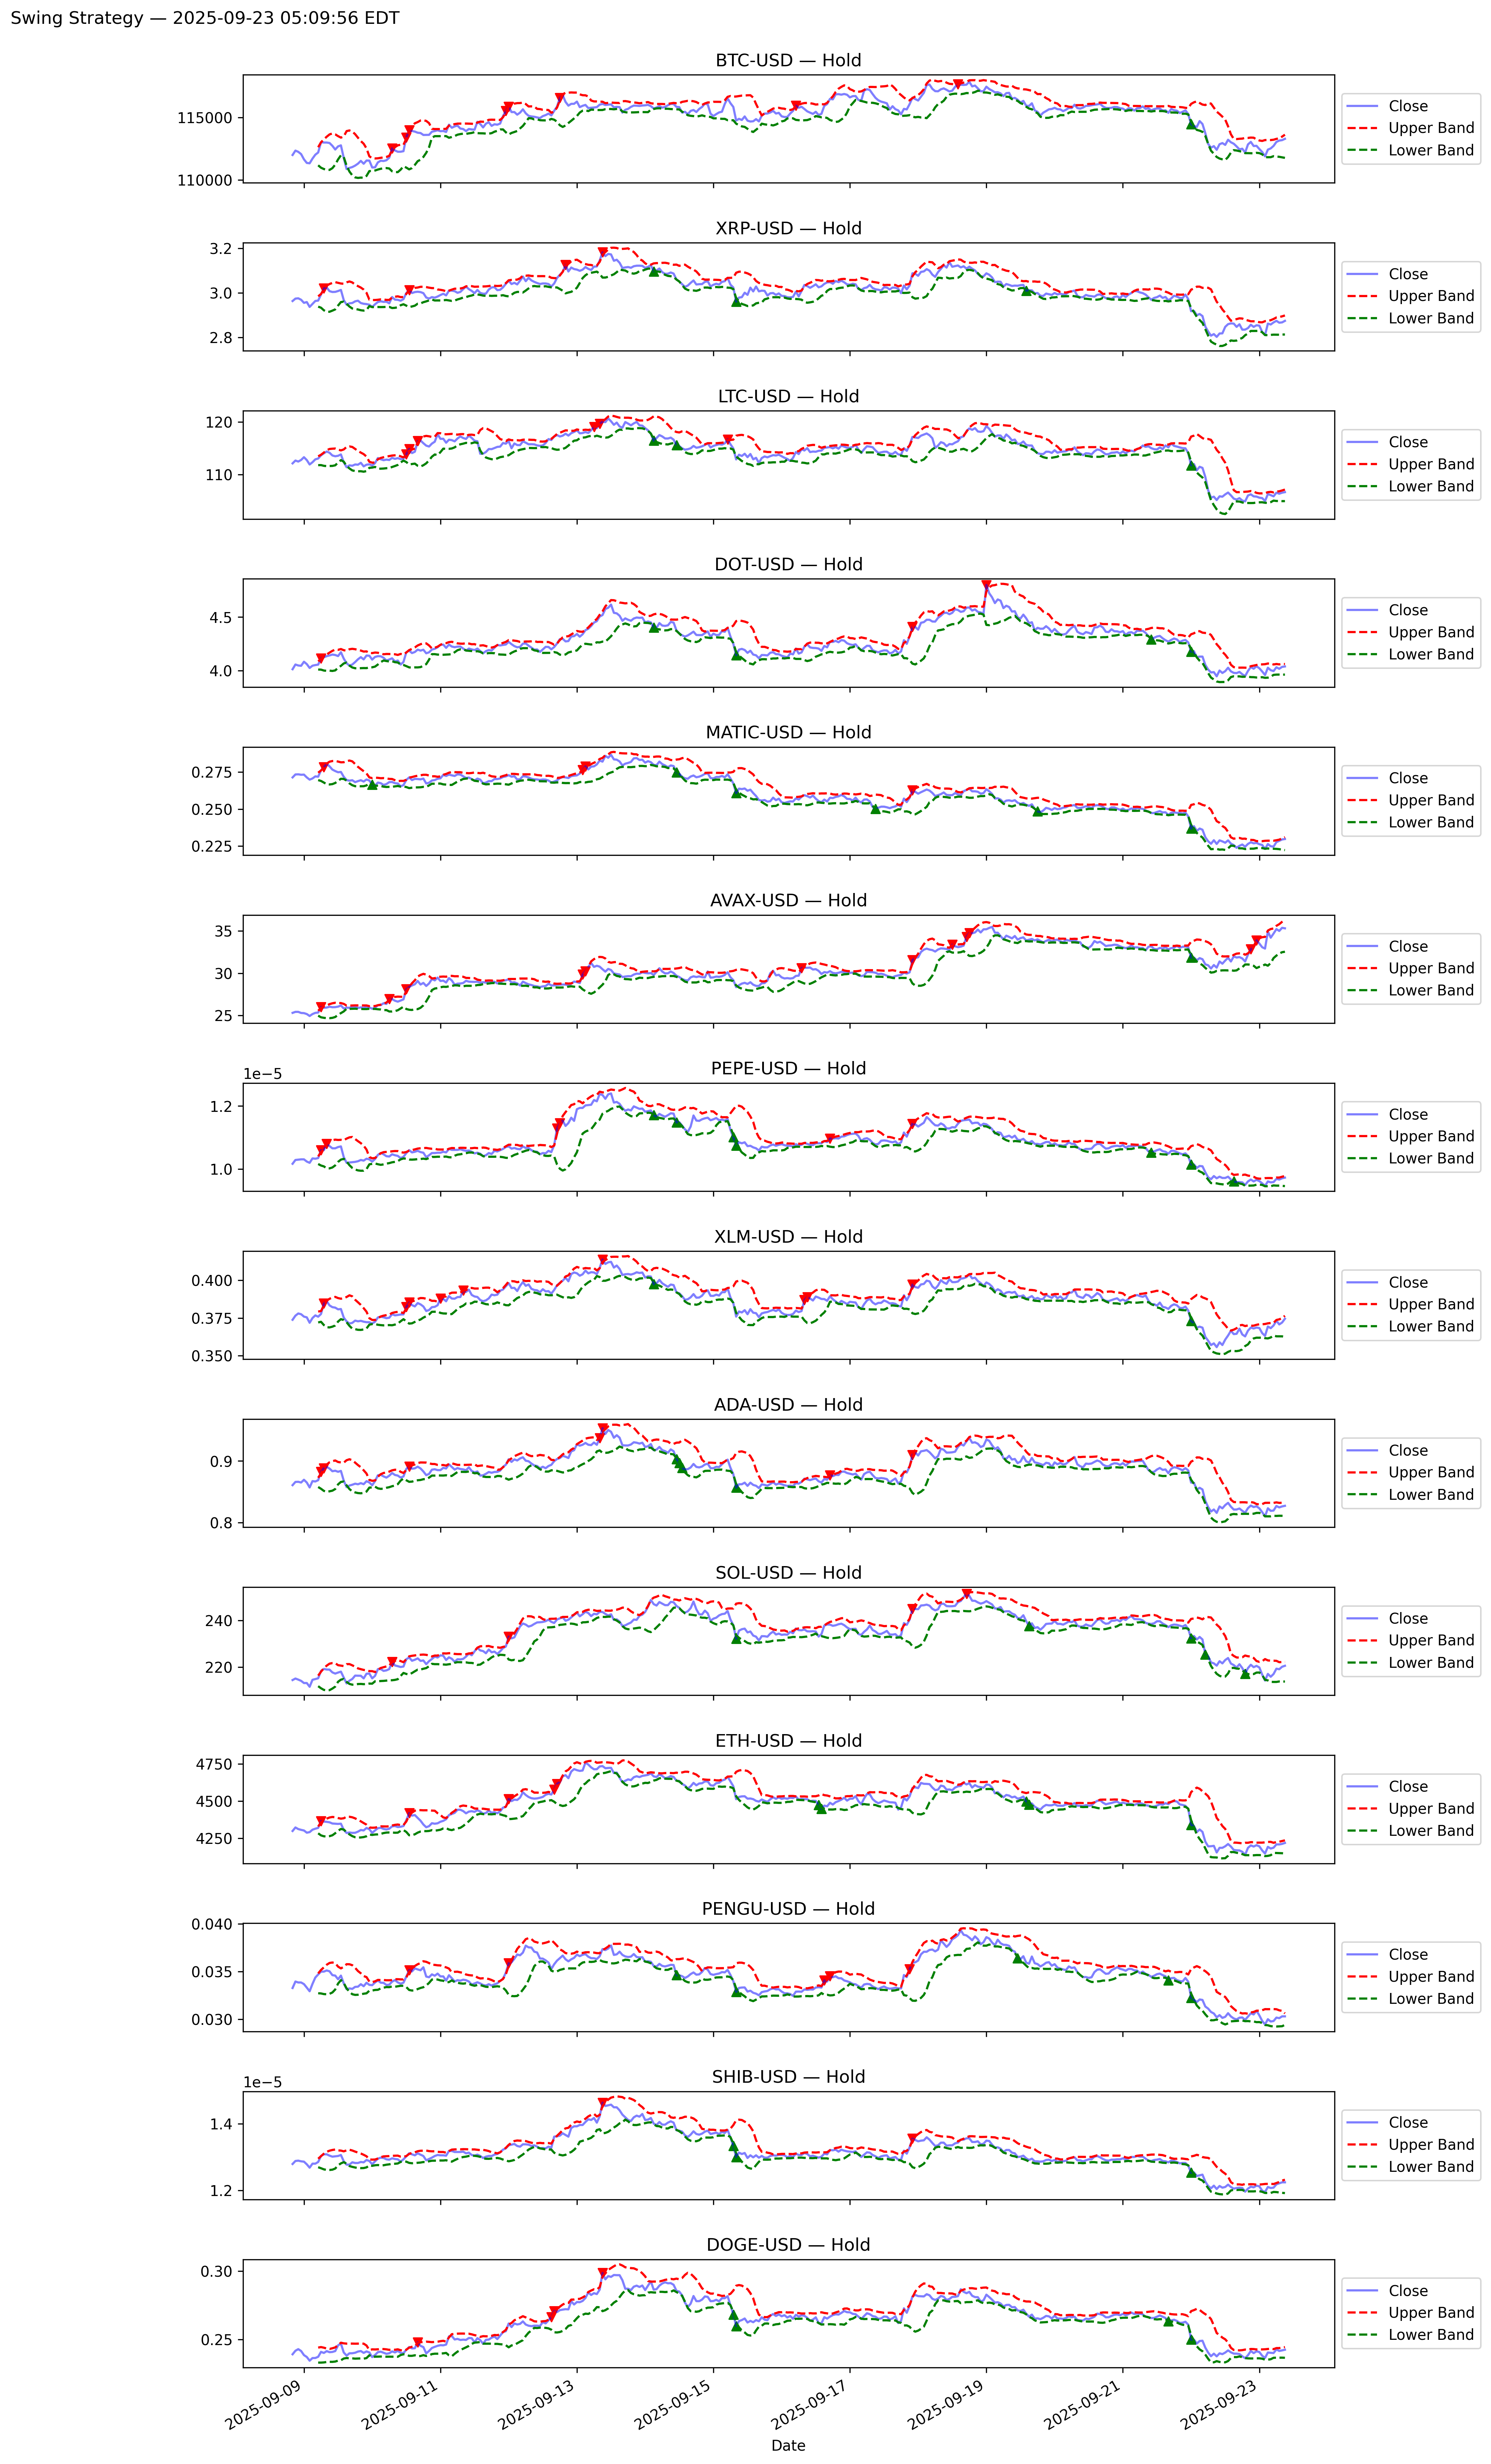 Swing Strategy — 2025-09-23 05:09:56 EDT
BTC-USD — Hold
115000
110000
Close
Upper Band
Lower Band
XRP-USD — Hold
3.2
3.0
2.8
Close
Upper Band
Lower Band
LTC-USD — Hold
120
110
Close
Upper Band
Lower Band
DOT-USD — Hold
4.5
4.0
Close
Upper Band
Lower Band
MATIC-USD — Hold
0.275
0.250
0.225
Close
Upper Band
Lower Band
AVAX-USD — Hold
35
30
25
Close
Upper Band
Lower Band
PEPE-USD — Hold
1e−5
1.2
1.0
Close
Upper Band
Lower Band
XLM-USD — Hold
0.400
0.375
0.350
Close
Upper Band
Lower Band
ADA-USD — Hold
0.9
0.8
Close
Upper Band
Lower Band
SOL-USD — Hold
240
220
Close
Upper Band
Lower Band
ETH-USD — Hold
4750
4500
4250
Close
Upper Band
Lower Band
PENGU-USD — Hold
0.040
0.035
0.030
Close
Upper Band
Lower Band
SHIB-USD — Hold
1e−5
1.4
1.2
Close
Upper Band
Lower Band
DOGE-USD — Hold
0.30
0.25
Close
Upper Band
Lower Band
2025-09-09
2025-09-11
2025-09-13
2025-09-15
2025-09-17
2025-09-19
2025-09-21
2025-09-23
Date